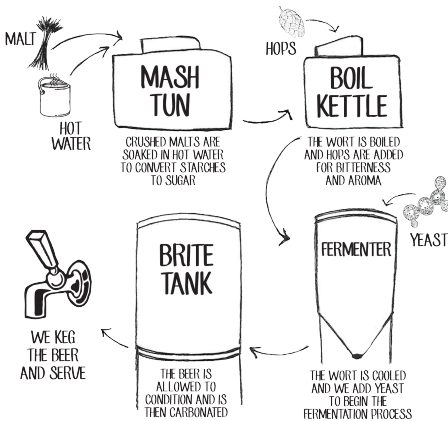 MALT
HOT
WATER
MASH
TUN
CRUSHED MALTS ARE
SOAKED IN HOT WATER
TO CONVERT STARCHES
TO SUGAR
HOPS
BOIL
KETTLE
THE WORT IS BOILED
AND HOPS ARE ADDED
FOR BITTERNESS
AND AROMA
YEAST
FERMENTER
THE WORT IS COOLED
AND WE ADD YEAST
TO BEGIN THE
FERMENTATION PROCESS
BRITE
TANK
THE BEER IS
ALLOWED TO
CONDITION AND IS
THEN CARBONATED
WE KEG
THE BEER
AND SERVE